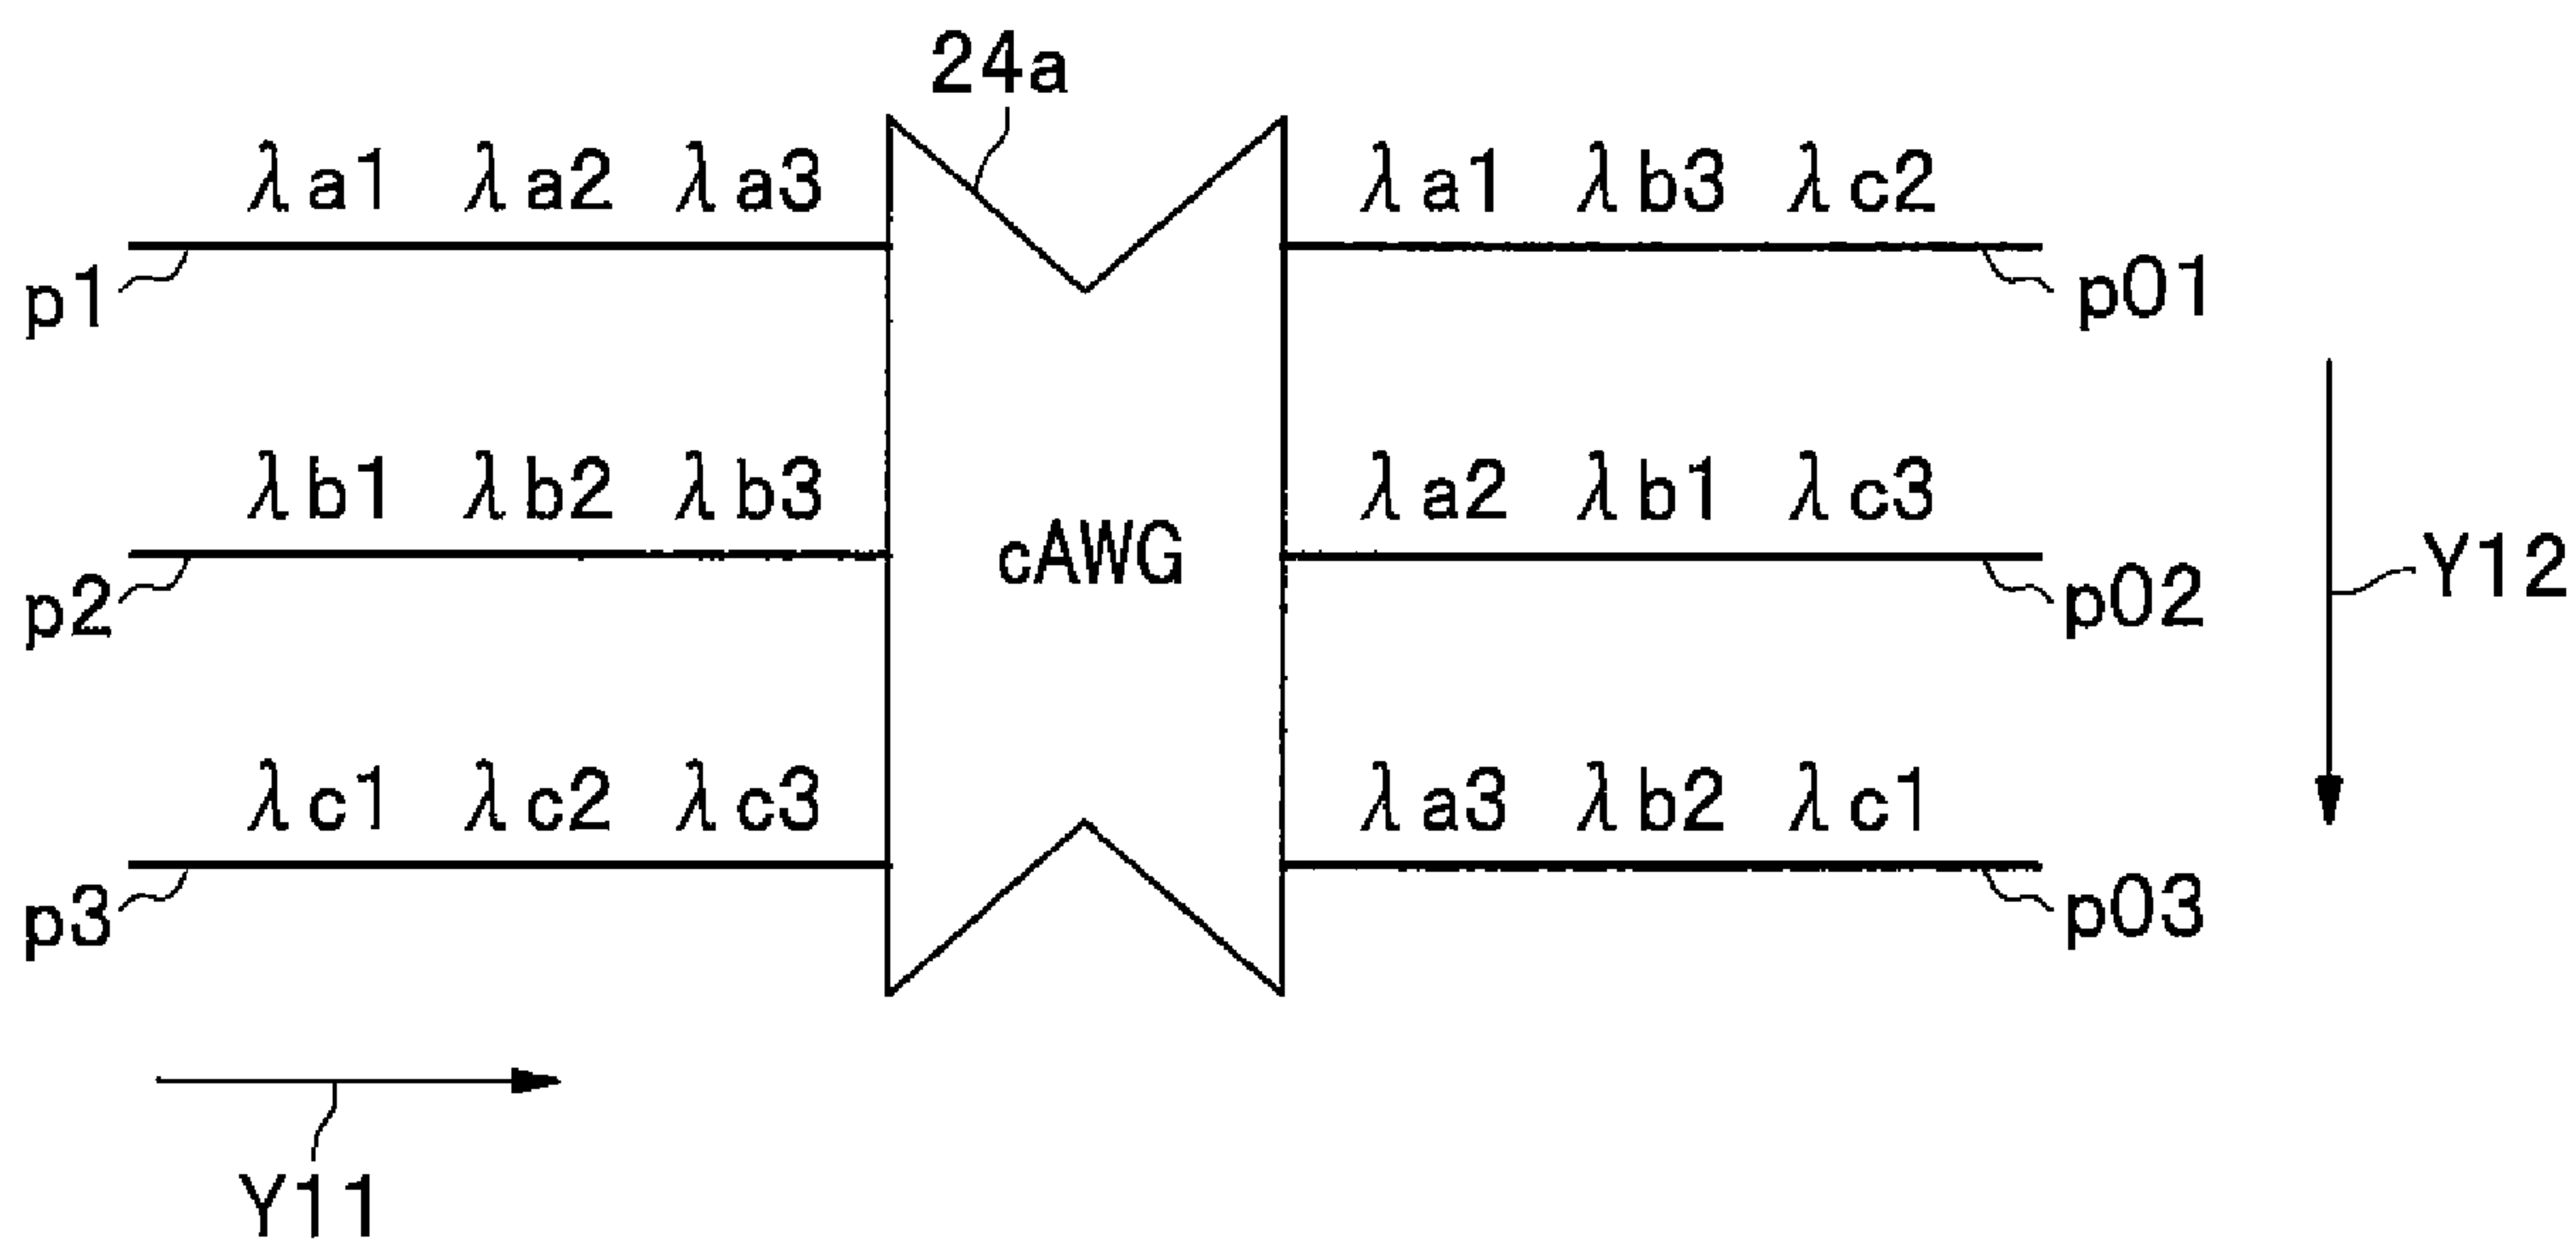 24a
λa1 λa2 λa3
λa1 λb3 λc2
p1
p01
λb1 λb2 λb3
λa2 λb1 λc3
cAWG
Y12
p2
p02
λc1 λc2 λc3
λa3 λb2 λc1
p3
p03
Y11